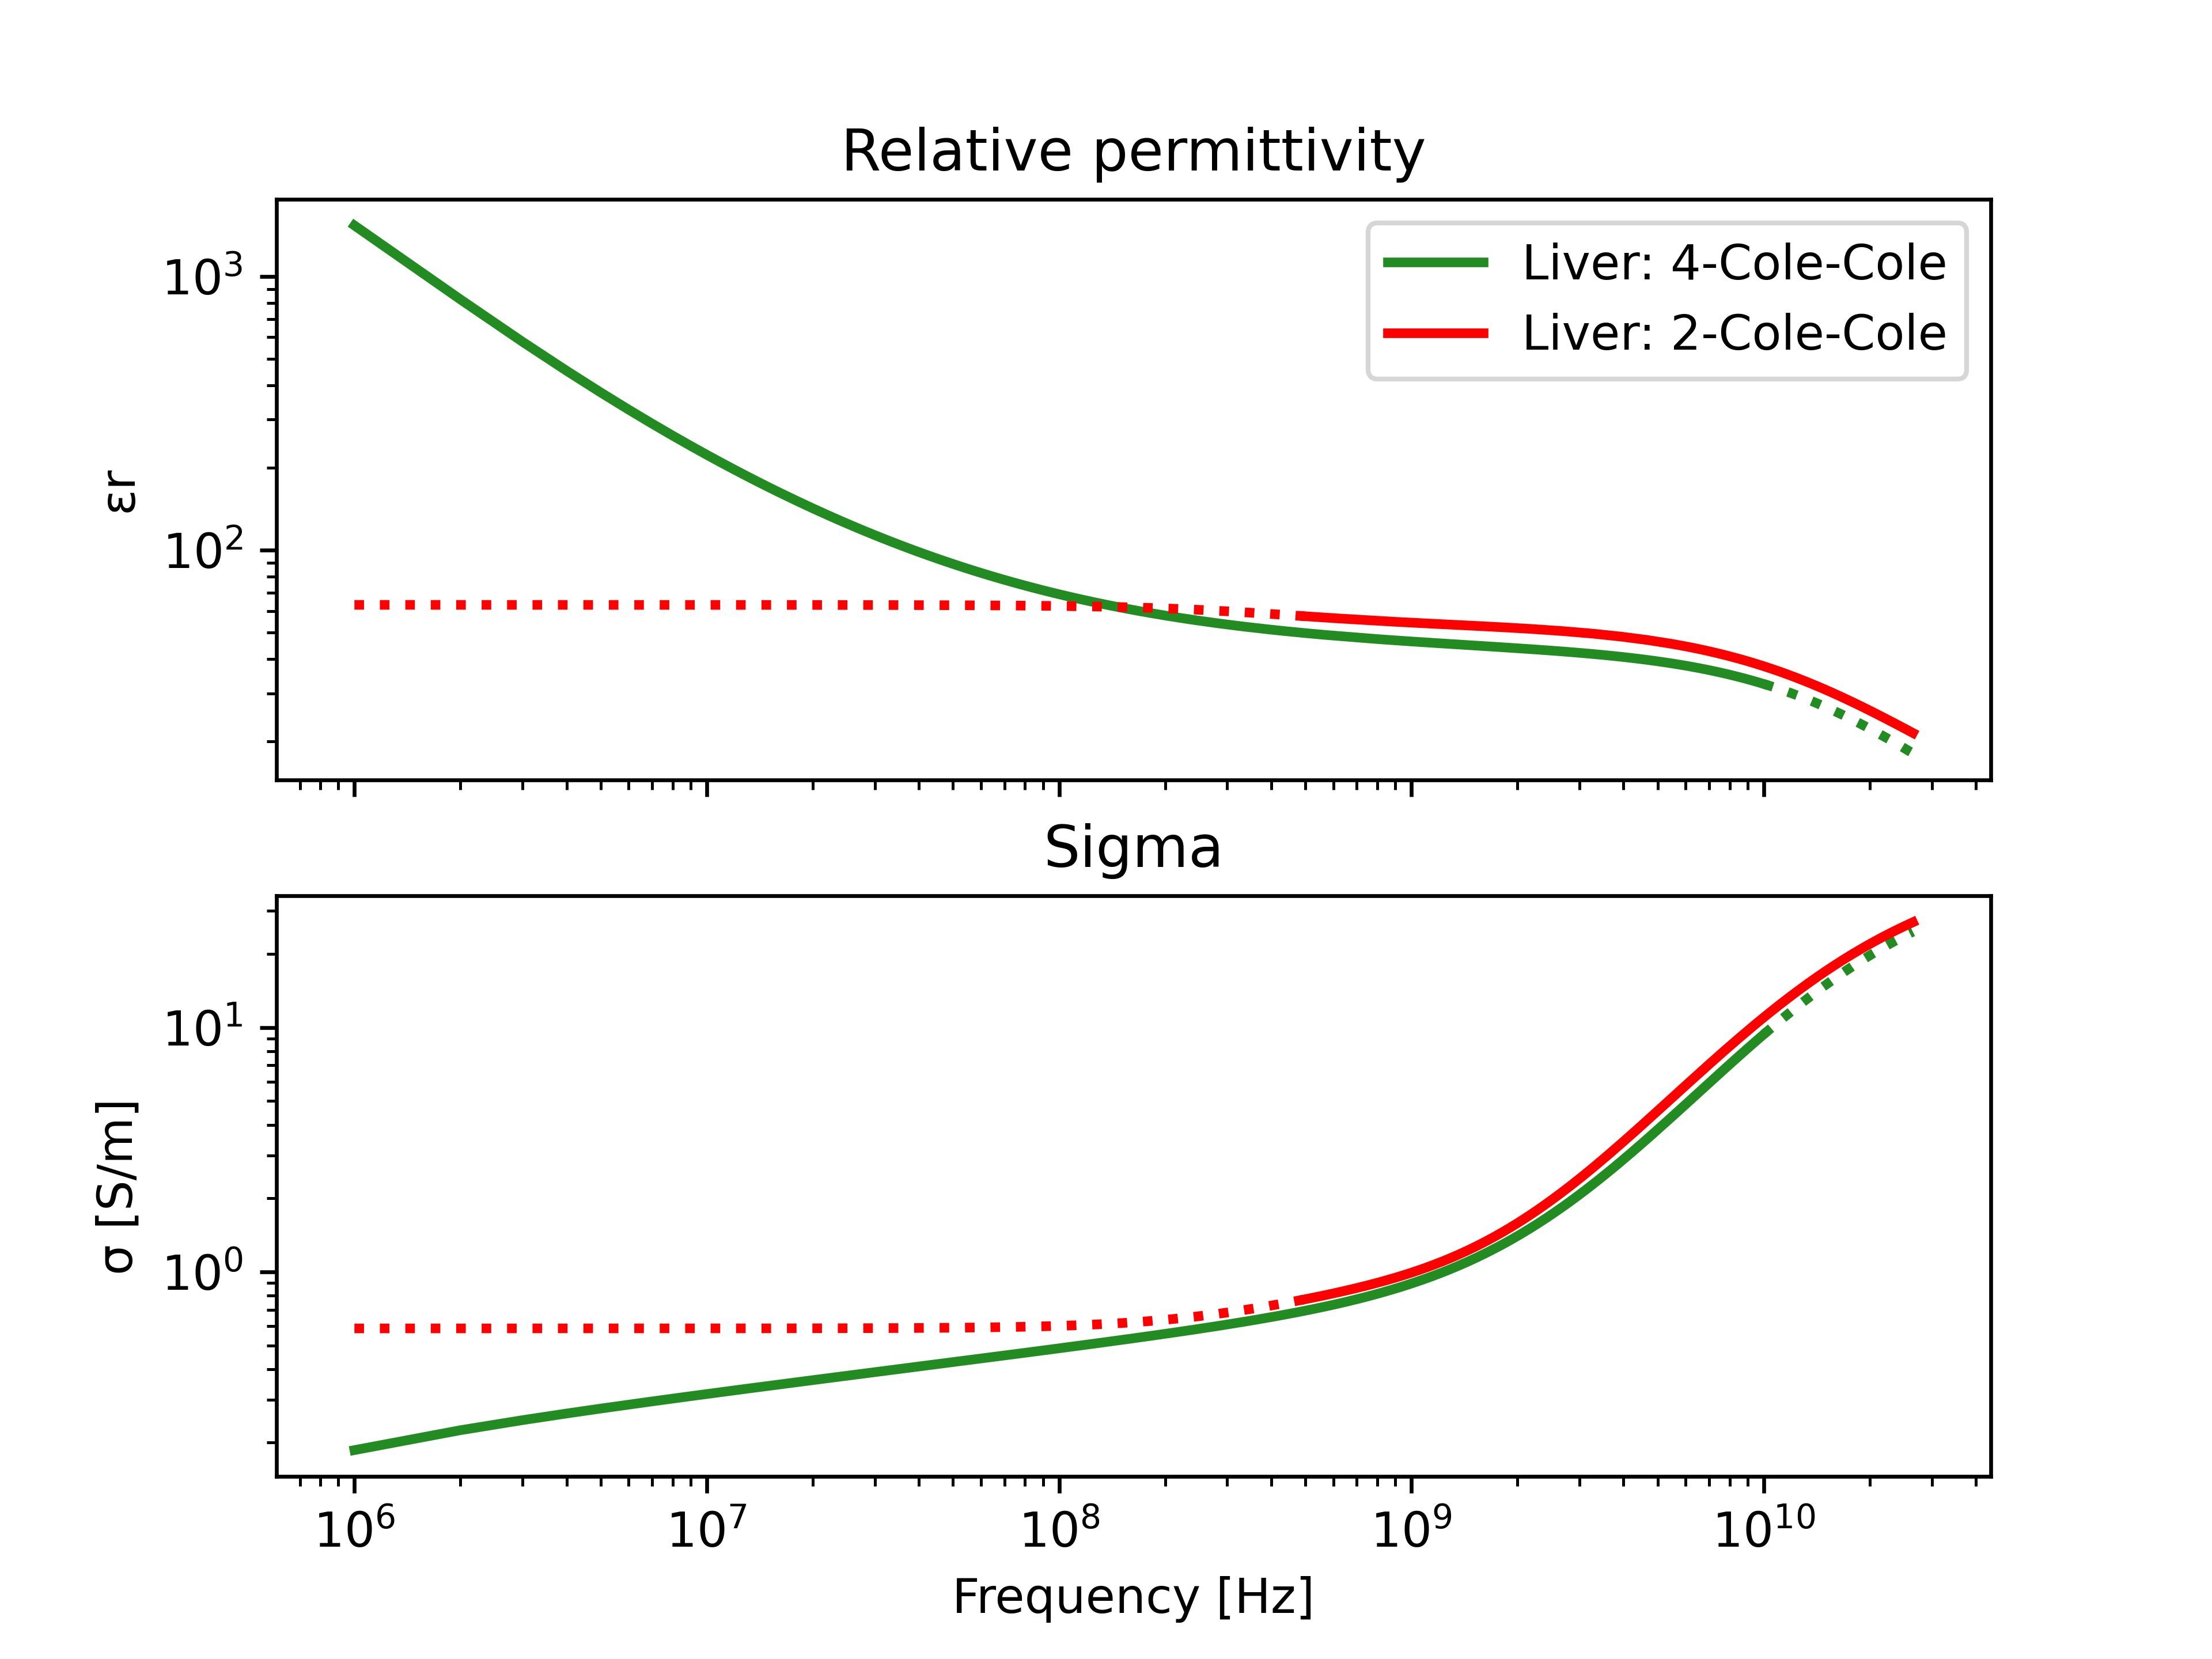 Relative permittivity
10³
10²
εr
Liver: 4-Cole-Cole
Liver: 2-Cole-Cole
Sigma
10¹
10⁰
σ [S/m]
10⁶ 10⁷ 10⁸ 10⁹ 10¹⁰
Frequency [Hz]